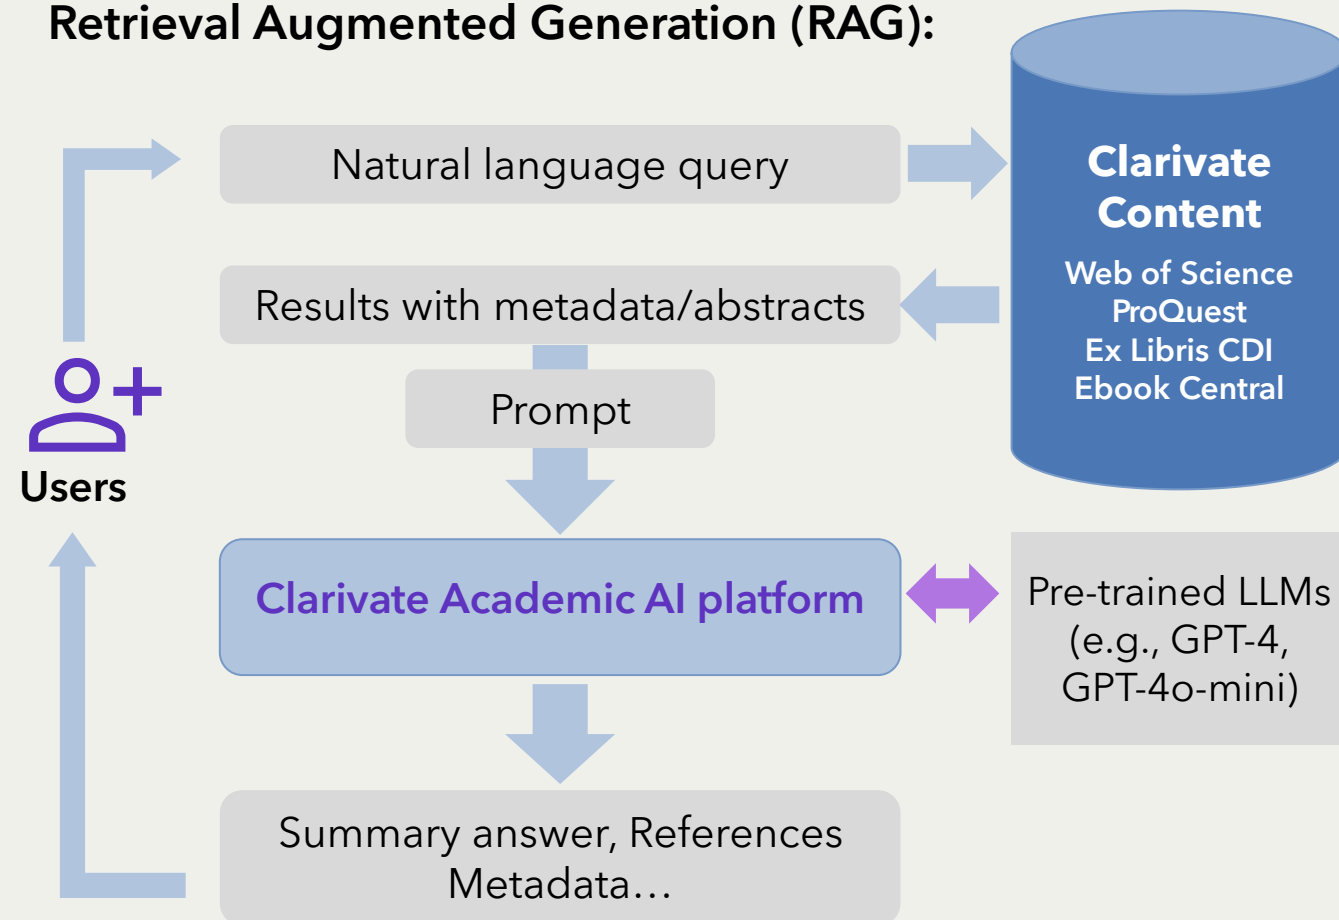 Retrieval Augmented Generation (RAG):
Natural language query
Clarivate
Content
Web of Science
ProQuest
Ex Libris CDI
Ebook Central
Results with metadata/abstracts
Prompt
Users
Clarivate Academic AI platform
Pre-trained LLMs
(e.g., GPT-4,
GPT-4o-mini)
Summary answer, References
Metadata…